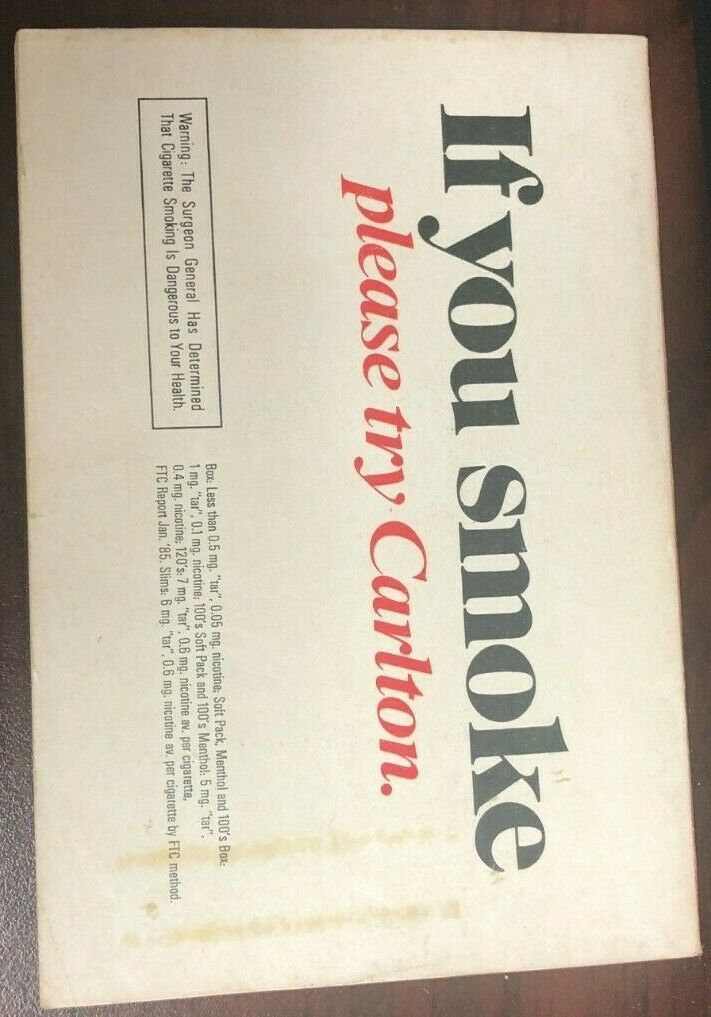 If you smoke
please try Carlton.
Warning: The Surgeon General Has Determined
That Cigarette Smoking Is Dangerous to Your Health.
Box: Less than 0.5 mg. "tar", 0.05 mg. nicotine; Soft Pack, Menthol and 100's Box:
1 mg. "tar", 0.1 mg. nicotine; 100's Soft Pack and 100's Menthol: 5 mg. "tar",
0.4 mg. nicotine; 120's: 7 mg. "tar", 0.6 mg. nicotine av. per cigarette,
FTC Report Jan. '85. Slims: 6 mg. "tar", 0.6 mg. nicotine av. per cigarette by FTC method.